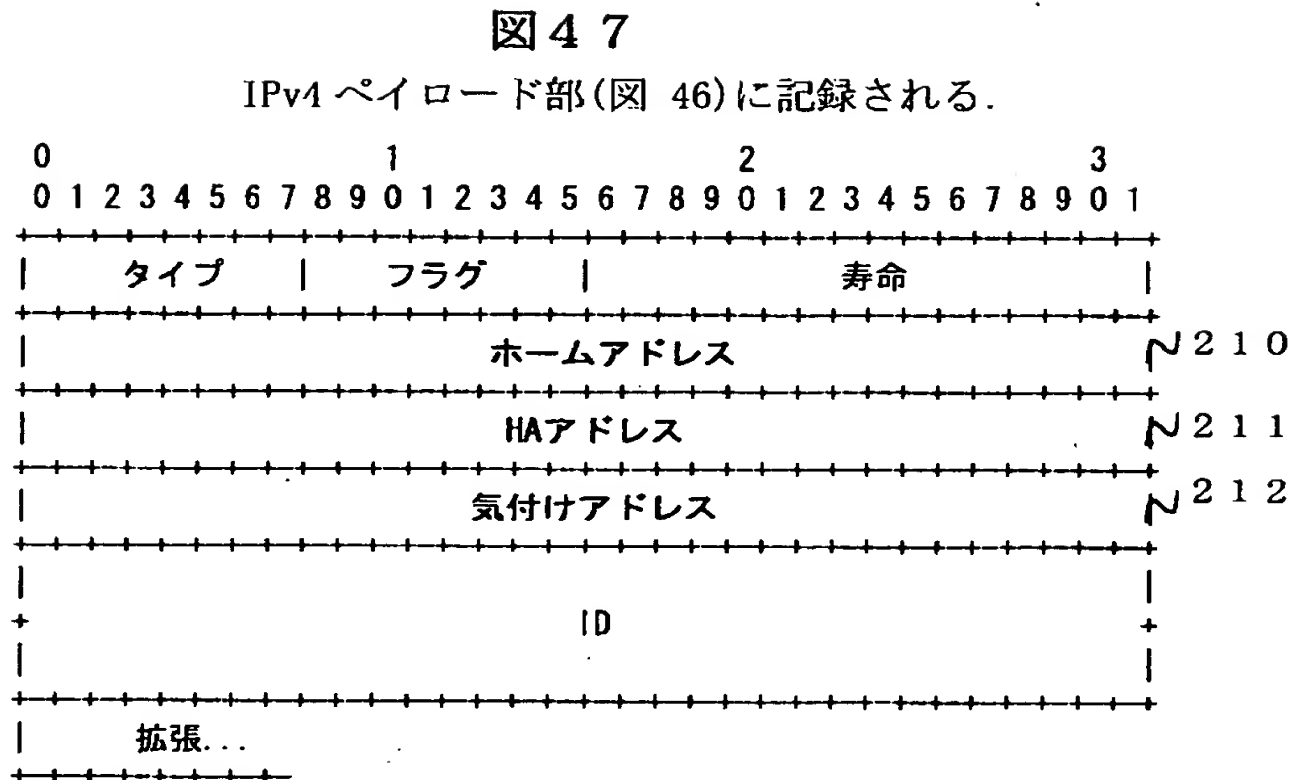 図47
IPv4ペイロード部(図 46)に記録される.
0 1 2 3
0 1 2 3 4 5 6 7 8 9 0 1 2 3 4 5 6 7 8 9 0 1 2 3 4 5 6 7 8 9 0 1
タイプ | フラグ | 寿命
ホームアドレス 210
HAアドレス 211
気付けアドレス 212
ID
拡張...